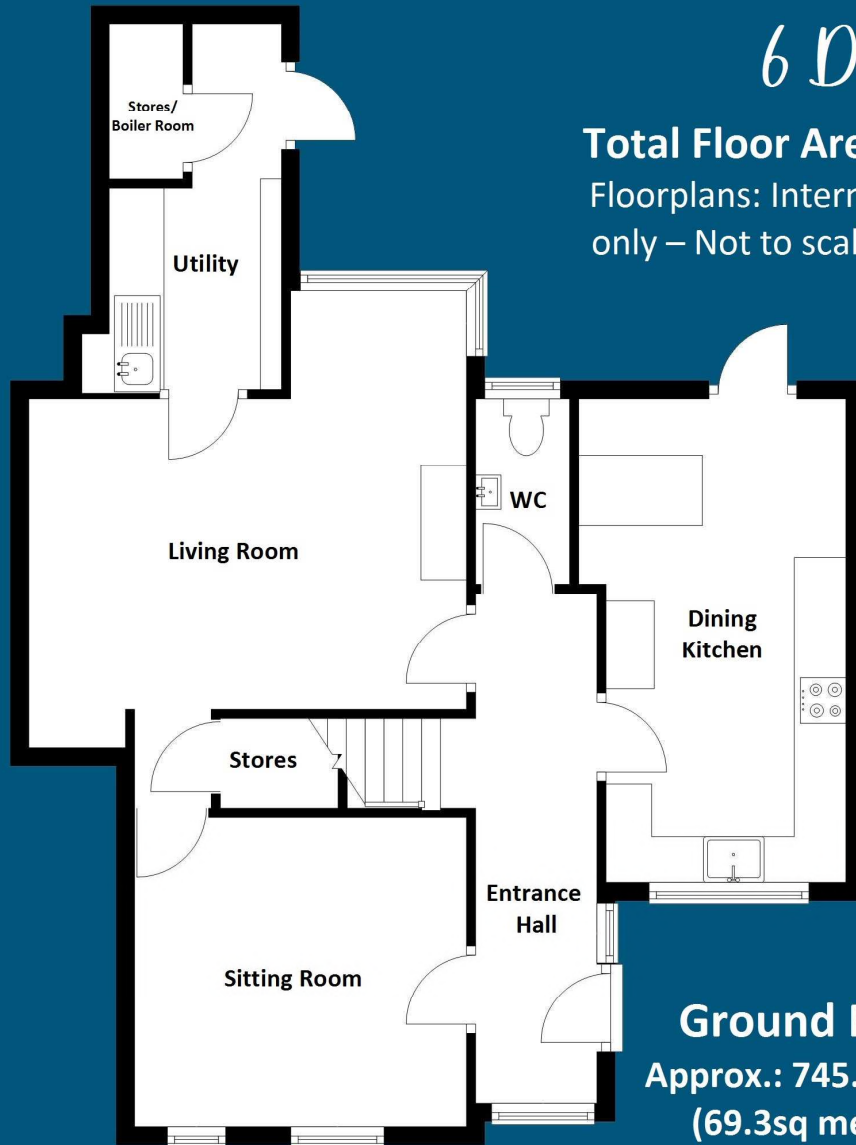 6 D
Total Floor Are
Floorplans: Intern
only – Not to scal
Stores/
Boiler Room
Utility
Living Room
WC
Dining
Kitchen
Stores
Entrance
Hall
Sitting Room
Ground
Approx.: 745.
(69.3sq me